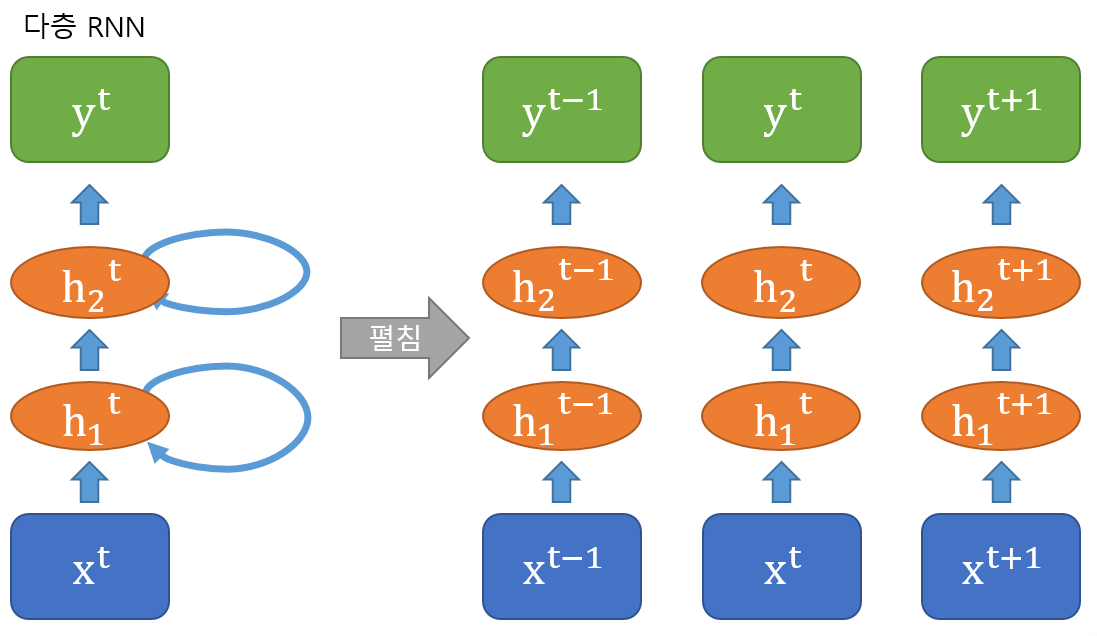 다층 RNN
y^t
h_2^t
h_1^t
x^t
펼침
y^{t−1} y^t y^{t+1}
h_2^{t−1} h_2^t h_2^{t+1}
h_1^{t−1} h_1^t h_1^{t+1}
x^{t−1} x^t x^{t+1}